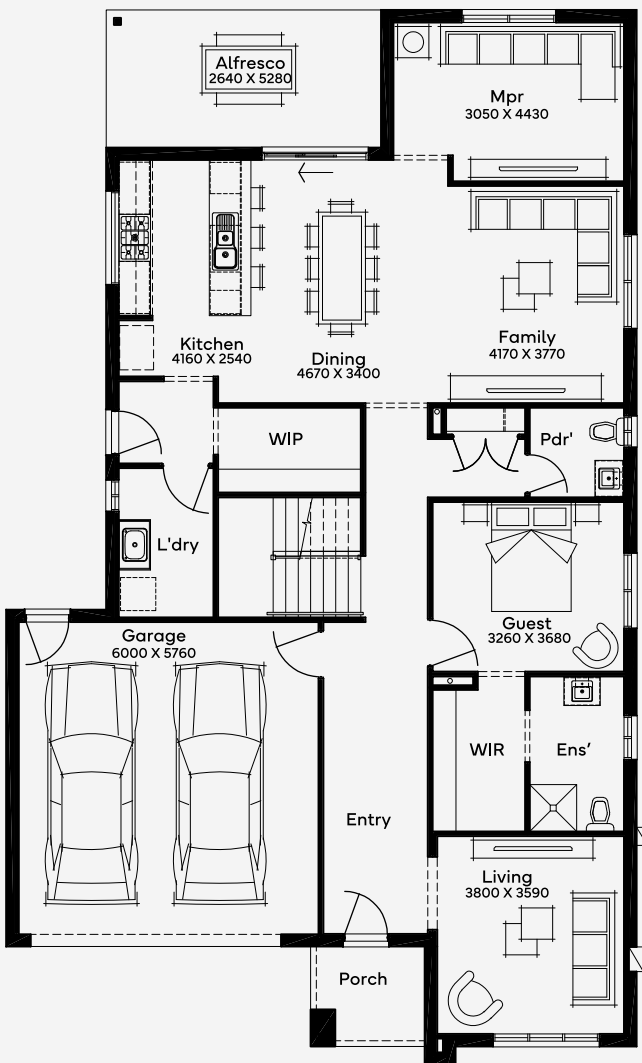 Alfresco
2640 X 5280
Mpr
3050 X 4430
Kitchen
4160 X 2540
Dining
4670 X 3400
Family
4170 X 3770
WIP
Pdr'
L'dry
Guest
3260 X 3680
Garage
6000 X 5760
WIR
Ens’
Entry
Living
3800 X 3590
Porch